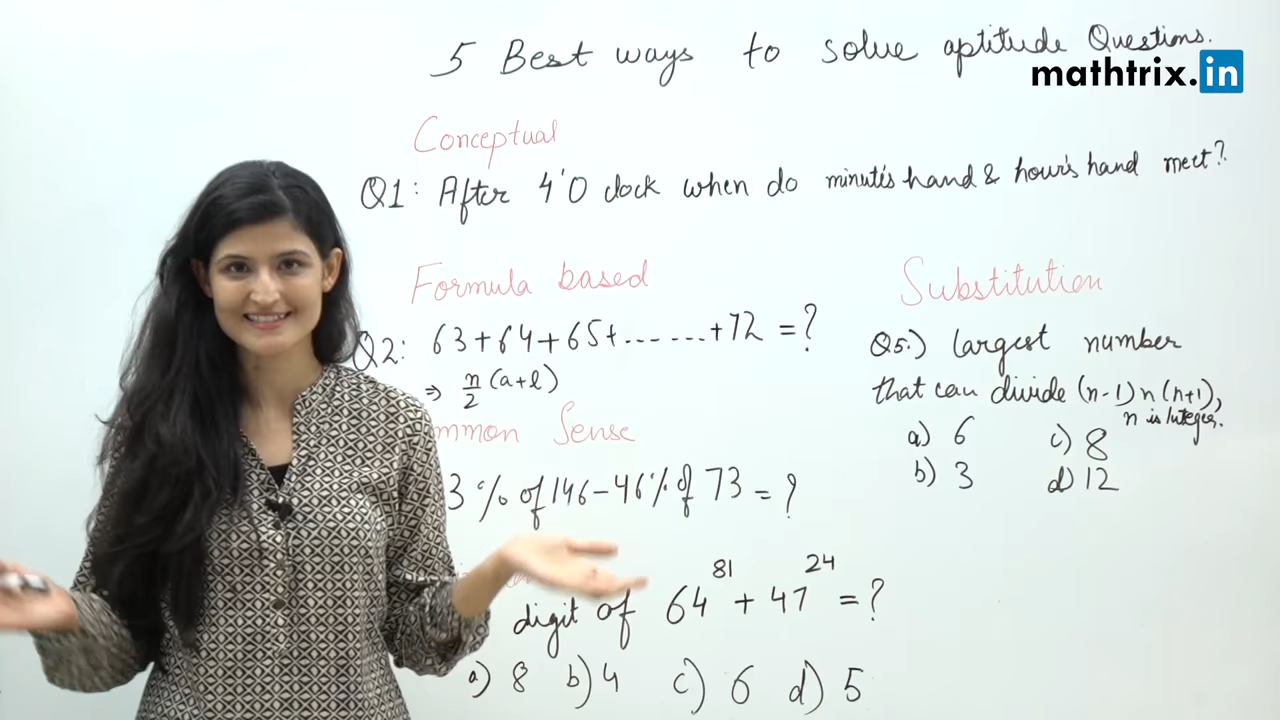 5 Best ways to solve aptitude Questions.
mathtrix.in
Conceptual
Q1: After 4'O clock when do minute's hand & hour's hand meet?
Formula based
Q2: 63+64+65+.......+72 = ?
⇒ n/2 (a+l)
mmon Sense
3% of 146-46% of 73 = ?
digit of 64^81 + 47^24 = ?
a) 8 b) 4 c) 6 d) 5
Substitution
Q5.) largest number
that can divide (n-1) n (n+1),
n is Integer.
a) 6 c) 8
b) 3 d) 12